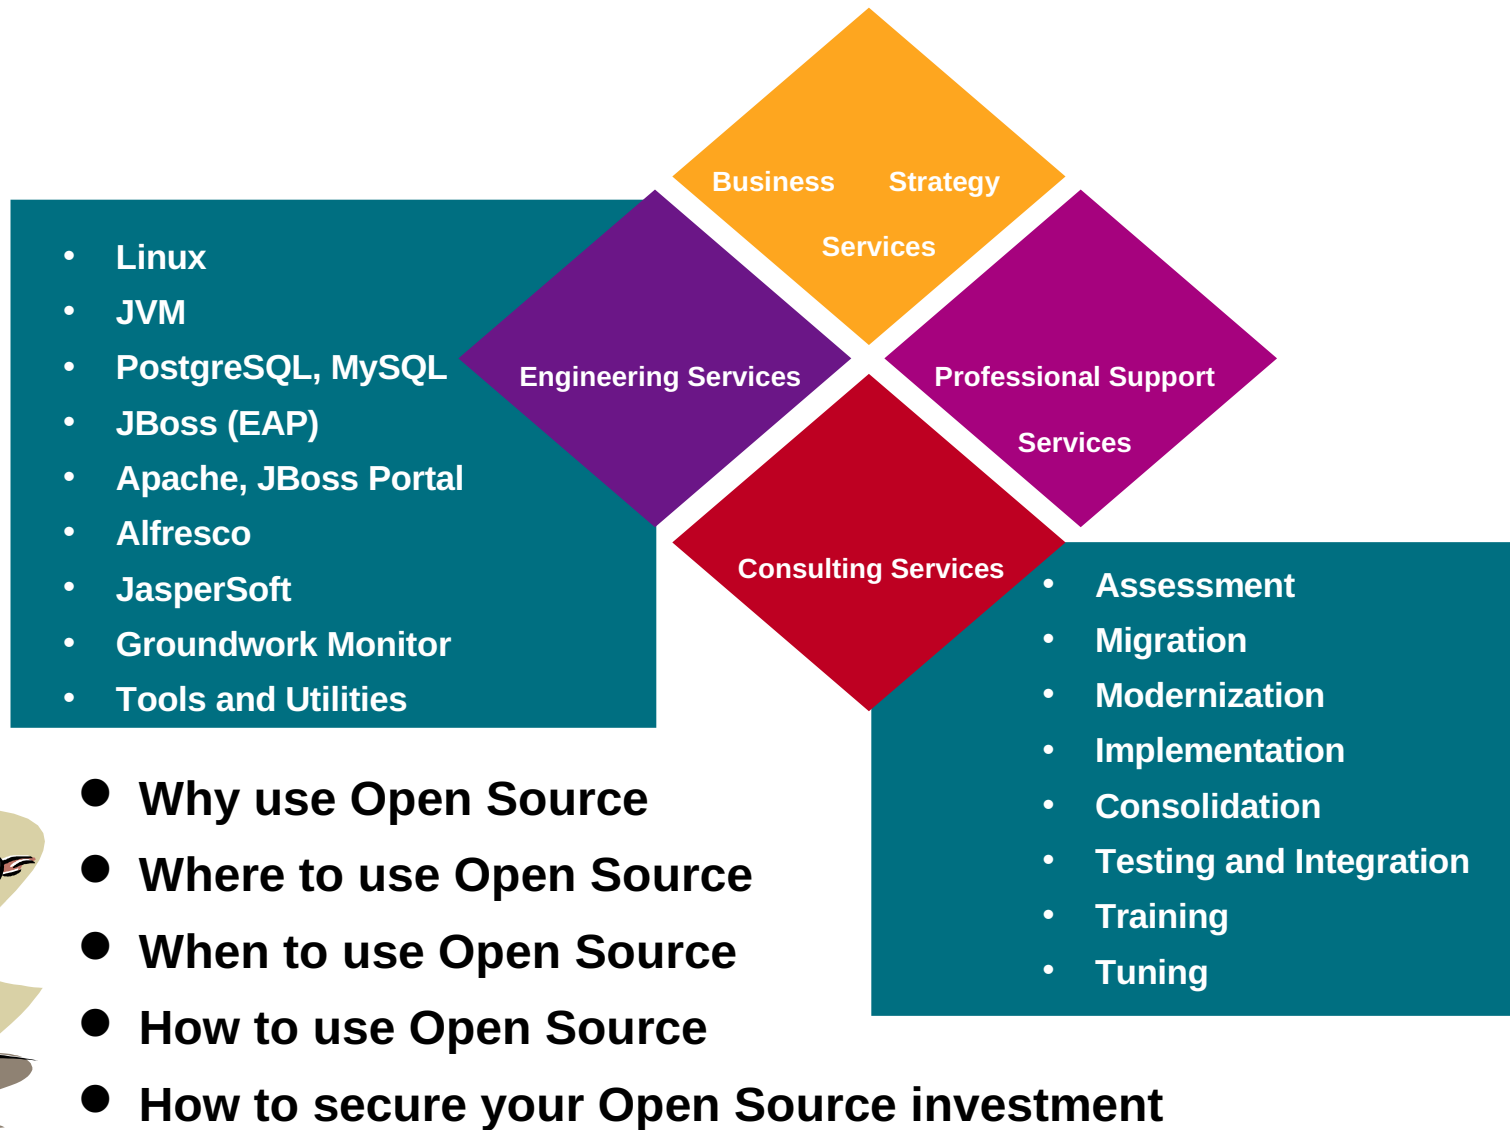 Business Strategy
Services
Engineering Services
Professional Support
Services
Consulting Services
• Linux
• JVM
• PostgreSQL, MySQL
• JBoss (EAP)
• Apache, JBoss Portal
• Alfresco
• JasperSoft
• Groundwork Monitor
• Tools and Utilities
• Assessment
• Migration
• Modernization
• Implementation
• Consolidation
• Testing and Integration
• Training
• Tuning
● Why use Open Source
● Where to use Open Source
● When to use Open Source
● How to use Open Source
● How to secure your Open Source investment